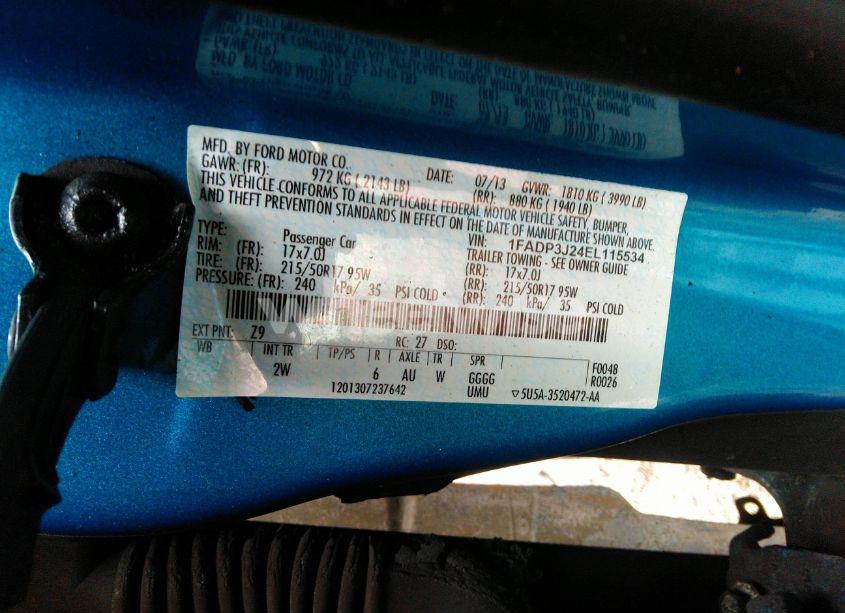 MFD. BY FORD MOTOR CO. DATE: 07/13 GVWR: 1810 KG ( 3990 LB)
GAWR: (FR): 972 KG ( 2143 LB) (RR): 880 KG ( 1940 LB)
THIS VEHICLE CONFORMS TO ALL APPLICABLE FEDERAL MOTOR VEHICLE SAFETY, BUMPER,
AND THEFT PREVENTION STANDARDS IN EFFECT ON THE DATE OF MANUFACTURE SHOWN ABOVE.
VIN: 1FADP3J24EL115534
TYPE: Passenger Car TRAILER TOWING - SEE OWNER GUIDE
RIM: (FR): 17x7.0J (RR): 17x7.0J
TIRE: (FR): 215/50R17 95W (RR): 215/50R17 95W
PRESSURE: (FR): 240 kPa/ 35 PSI COLD (RR): 240 kPa/ 35 PSI COLD
EXT PNT: Z9 RC: 27 DSO:
WB INT TR TP/PS R AXLE TR SPR F0048
2W 6 AU W GGGG R0026
1201307237642 UMU ▽5U5A-3520472-AA